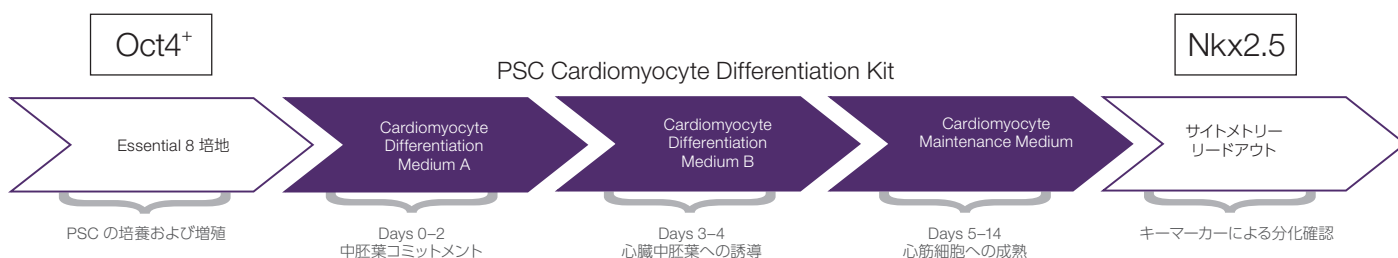 Oct4⁺
Nkx2.5
PSC Cardiomyocyte Differentiation Kit
Essential 8 培地
Cardiomyocyte
Differentiation
Medium A
Cardiomyocyte
Differentiation
Medium B
Cardiomyocyte
Maintenance Medium
サイトメトリー
リードアウト
PSC の培養および増殖
Days 0–2
中胚葉コミットメント
Days 3–4
心臓中胚葉への誘導
Days 5–14
心筋細胞への成熟
キーマーカーによる分化確認